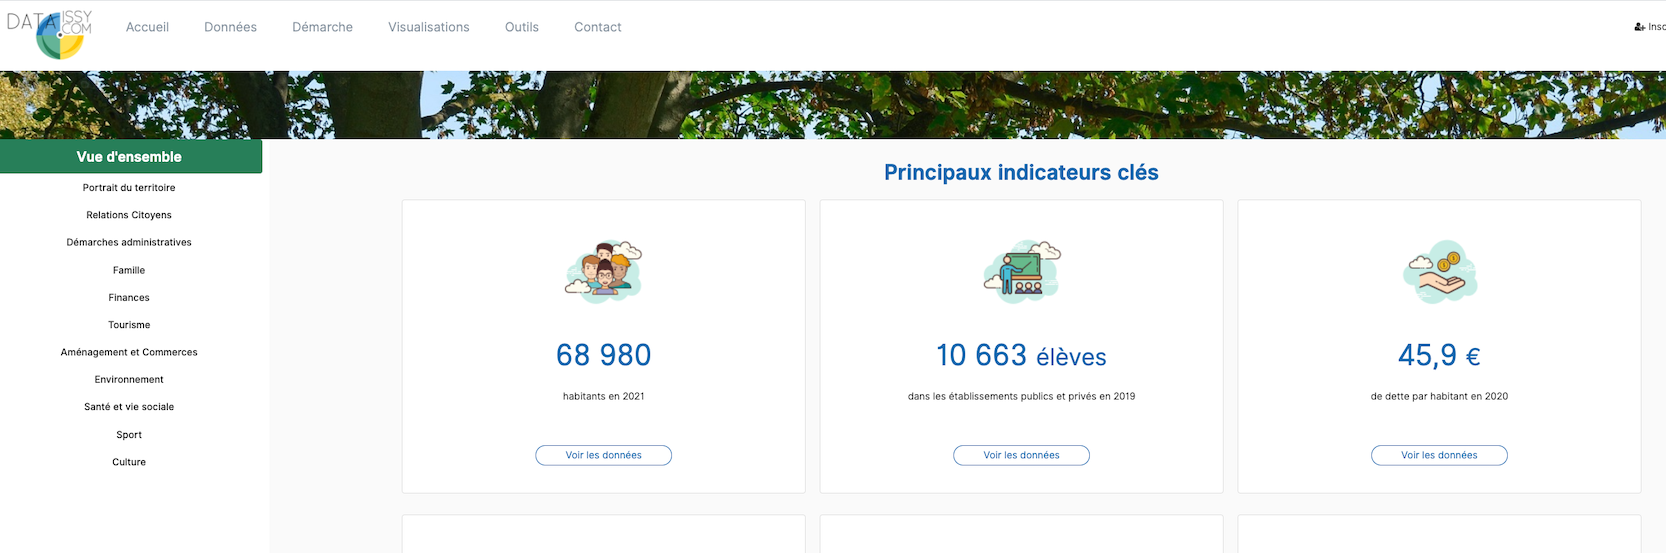 DATA ISSY
.COM
Accueil Données Démarche Visualisations Outils Contact
Vue d'ensemble
Portrait du territoire
Relations Citoyens
Démarches administratives
Famille
Finances
Tourisme
Aménagement et Commerces
Environnement
Santé et vie sociale
Sport
Culture
Principaux indicateurs clés
68 980
habitants en 2021
Voir les données
10 663 élèves
dans les établissements publics et privés en 2019
Voir les données
45,9 €
de dette par habitant en 2020
Voir les données